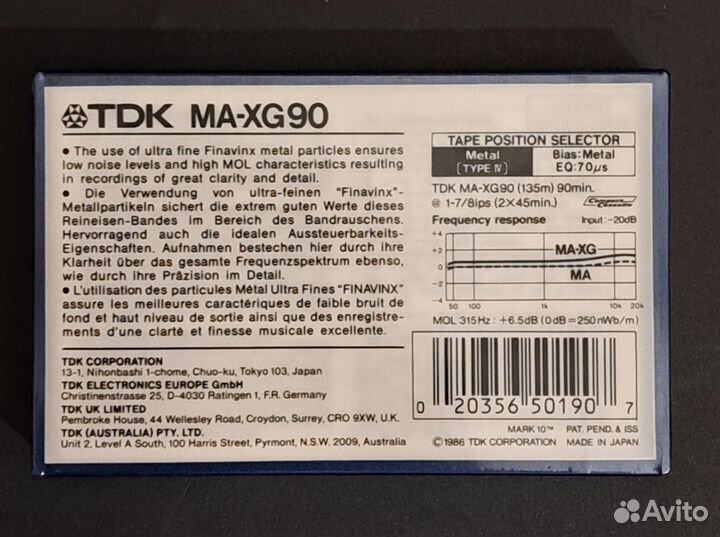 TDK MA-XG90
• The use of ultra fine Finavinx metal particles ensures
low noise levels and high MOL characteristics resulting
in recordings of great clarity and detail.
• Die Verwendung von ultra-feinen "Finavinx"-
Metallpartikeln sichert die extrem guten Werte dieses
Reineisen-Bandes im Bereich des Bandrauschens.
Hervorragend auch die idealen Aussteuerbarkeits-
Eigenschaften. Aufnahmen bestechen hier durch ihre
Klarheit über das gesamte Frequenzspektrum ebenso,
wie durch ihre Präzision im Detail.
• L'utilisation des particules Métal Ultra Fines "FINAVINX"
assure les meilleures caractériques de faible bruit de
fond et haut niveau de sortie ainsi que des enregistre-
ments d'une clarté et finesse musicale excellente.
TDK CORPORATION
13-1, Nihonbashi 1-chome, Chuo-ku, Tokyo 103, Japan
TDK ELECTRONICS EUROPE GmbH
Christinenstrasse 25, D-4030 Ratingen 1, F.R. Germany
TDK UK LIMITED
Pembroke House, 44 Wellesley Road, Croydon, Surrey, CRO 9XW, U.K.
TDK (AUSTRALIA) PTY. LTD.
Unit 2, Level A South, 100 Harris Street, Pyrmont, N.S.W. 2009, Australia
TAPE POSITION SELECTOR
Metal Bias: Metal
(TYPE IV) EQ: 70μs
TDK MA-XG90 (135m) 90min.
@ 1-7/8ips (2×45min.) Compact Cassette
Frequency response Input: -20dB
+4
+2
0
-2
-4
MA-XG
MA
50 100 1k 10k 20k
MOL 315Hz: +6.5dB (0dB=250nWb/m)
0 20356 50190 7
MARK 10™ PAT. PEND. & ISS
©1986 TDK CORPORATION MADE IN JAPAN
Avito